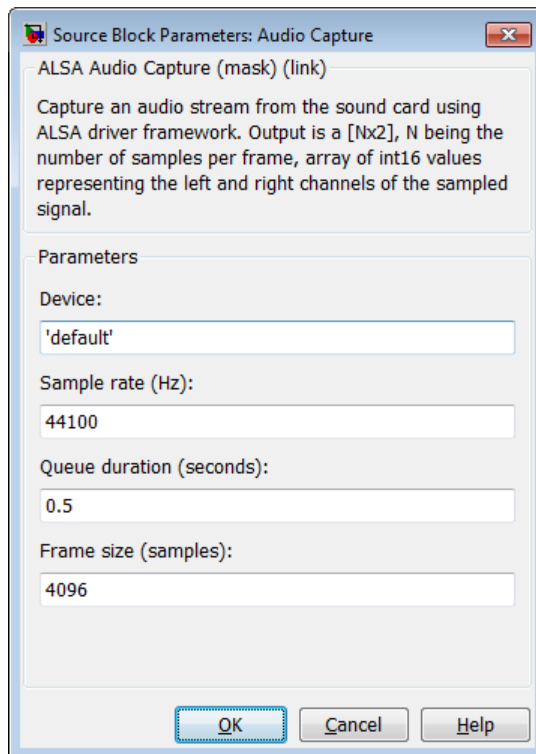 Source Block Parameters: Audio Capture
ALSA Audio Capture (mask) (link)
Capture an audio stream from the sound card using
ALSA driver framework. Output is a [Nx2], N being the
number of samples per frame, array of int16 values
representing the left and right channels of the sampled
signal.
Parameters
Device:
'default'
Sample rate (Hz):
44100
Queue duration (seconds):
0.5
Frame size (samples):
4096
OK Cancel Help